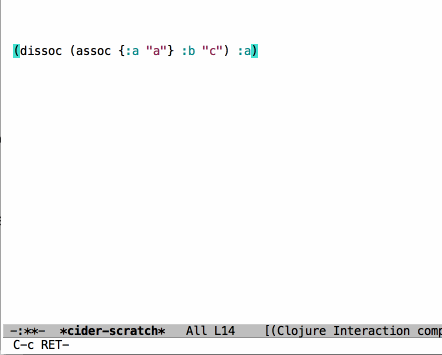 (dissoc (assoc {:a "a"} :b "c") :a)
-:**-  *cider-scratch*   All L14    [(Clojure Interaction comp
C-c RET-